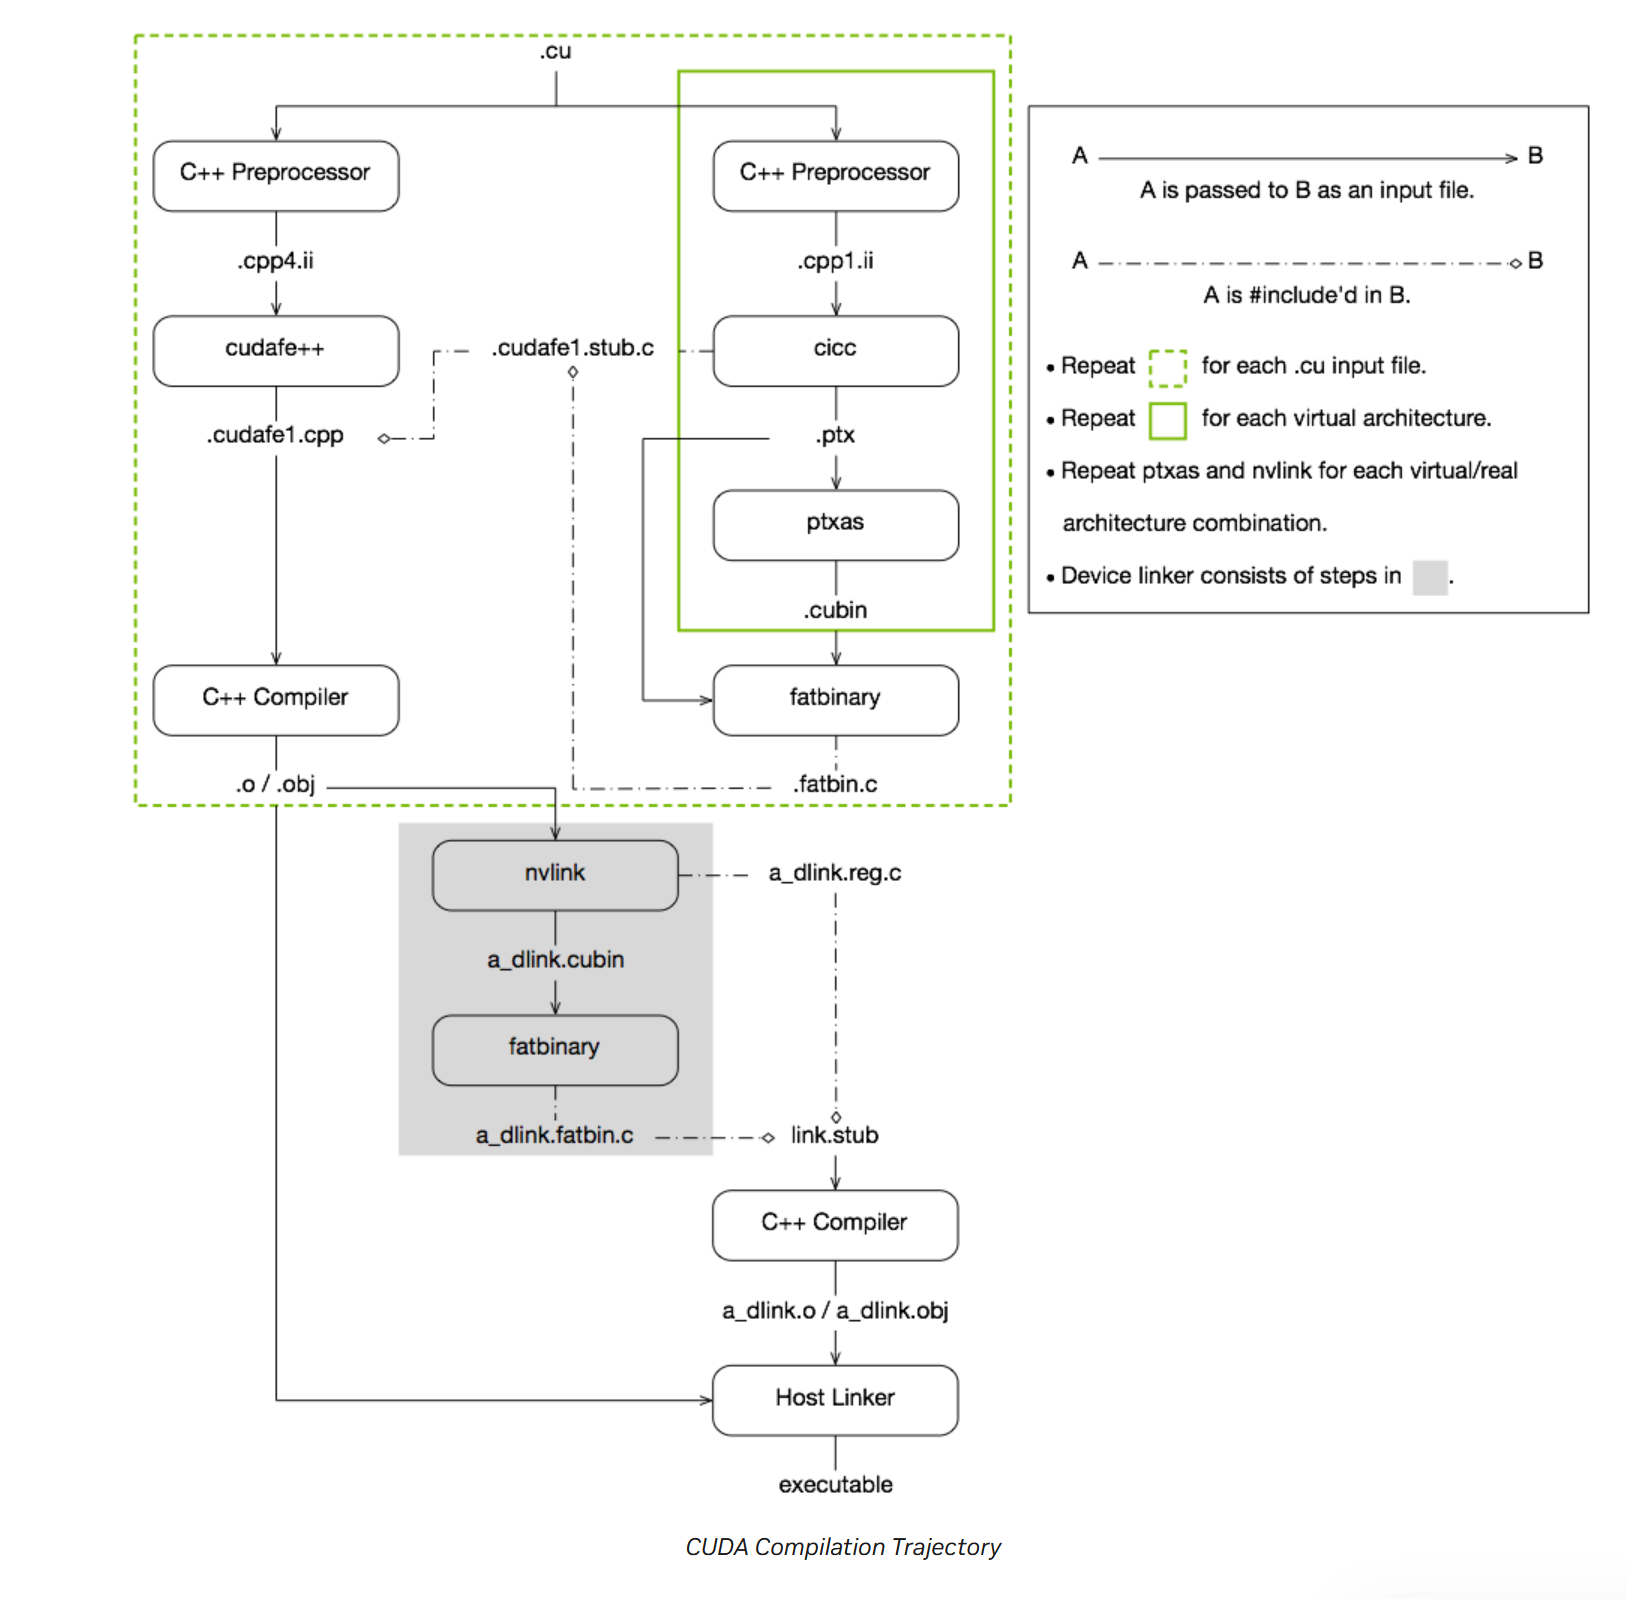 .cu
C++ Preprocessor
C++ Preprocessor
.cpp4.ii
.cpp1.ii
cudafe++
.cudafe1.stub.c
cicc
.cudafe1.cpp
.ptx
ptxas
.cubin
C++ Compiler
fatbinary
.o / .obj
.fatbin.c
nvlink
a_dlink.reg.c
a_dlink.cubin
fatbinary
a_dlink.fatbin.c
link.stub
C++ Compiler
a_dlink.o / a_dlink.obj
Host Linker
executable
A B
A is passed to B as an input file.
A B
A is #include'd in B.
• Repeat for each .cu input file.
• Repeat for each virtual architecture.
• Repeat ptxas and nvlink for each virtual/real
architecture combination.
• Device linker consists of steps in .
CUDA Compilation Trajectory